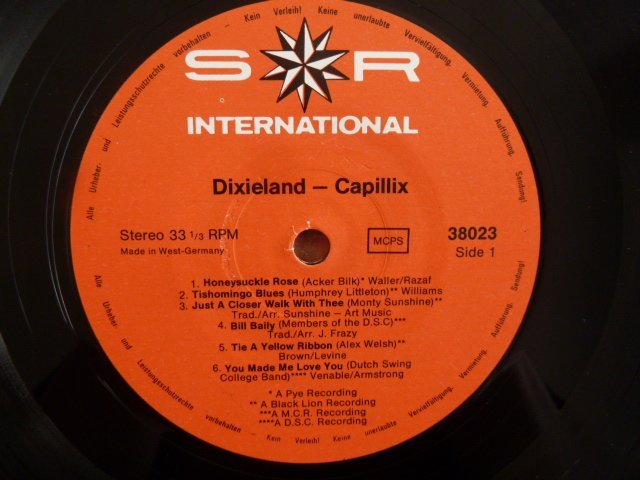 Alle Urheber- und Leistungsschutzrechte vorbehalten - Kein Verleih! Keine unerlaubte Vervielfältigung, Vermietung, Aufführung, Sendung!
S R
INTERNATIONAL
Dixieland – Capillix
Stereo 33 1/3 RPM
Made in West-Germany
MCPS
38023
Side 1
1. Honeysuckle Rose (Acker Bilk)* Waller/Razaf
2. Tishomingo Blues (Humphrey Littleton)** Williams
3. Just A Closer Walk With Thee (Monty Sunshine)**
Trad./Arr. Sunshine – Art Music
4. Bill Baily (Members of the D.S.C)***
Trad./Arr. J. Frazy
5. Tie A Yellow Ribbon (Alex Welsh)**
Brown/Levine
6. You Made Me Love You (Dutch Swing
College Band)**** Venable/Armstrong
* A Pye Recording
** A Black Lion Recording
***A M.C.R. Recording
****A D.S.C. Recording
Alle Urheber- und Leistungsschutzrechte vorbehalten - Kein Verleih! Keine unerlaubte Vervielfältigung, Vermietung, Aufführung, Sendung!